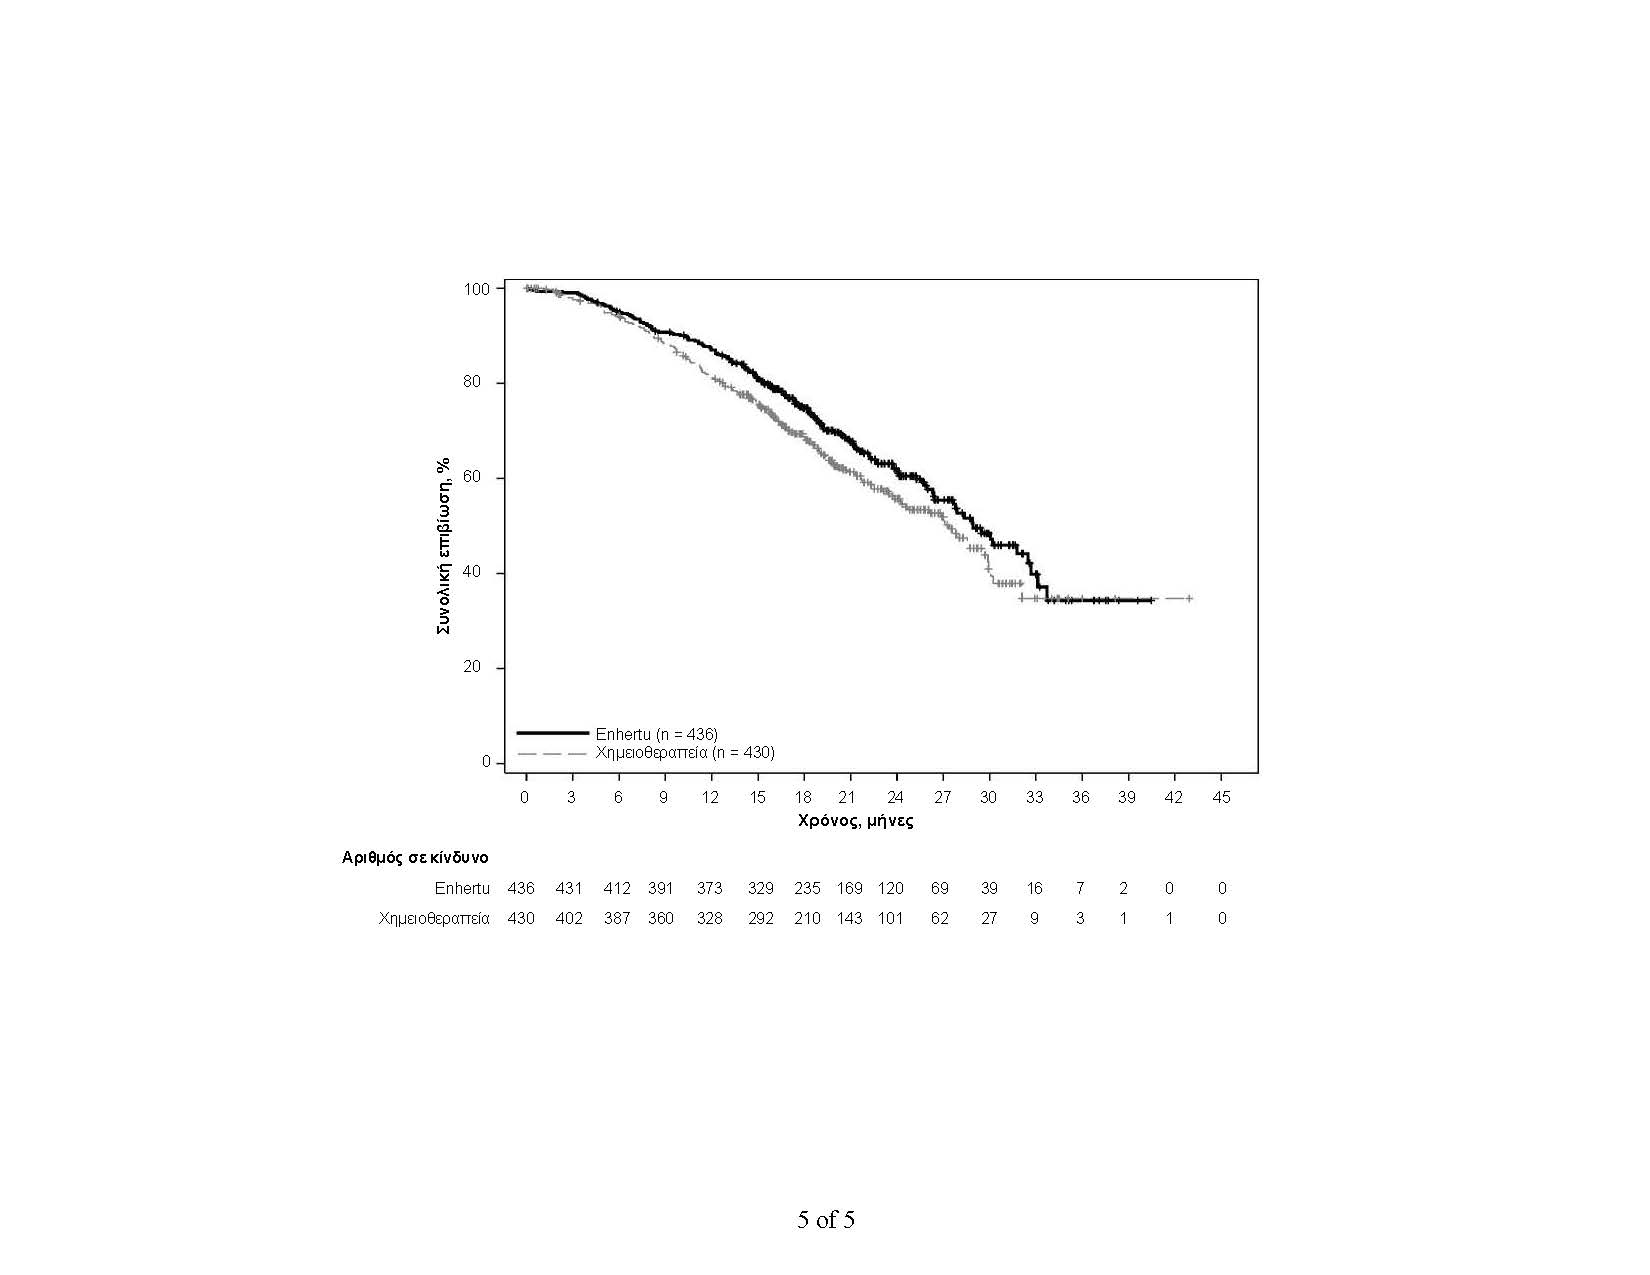 100
80
60
40
20
0
Συνολική επιβίωση, %
Enhertu (n = 436)
Χημειοθεραπεία (n = 430)
0 3 6 9 12 15 18 21 24 27 30 33 36 39 42 45
Χρόνος, μήνες
Αριθμός σε κίνδυνο
Enhertu 436 431 412 391 373 329 235 169 120 69 39 16 7 2 0 0
Χημειοθεραπεία 430 402 387 360 328 292 210 143 101 62 27 9 3 1 1 0
5 of 5